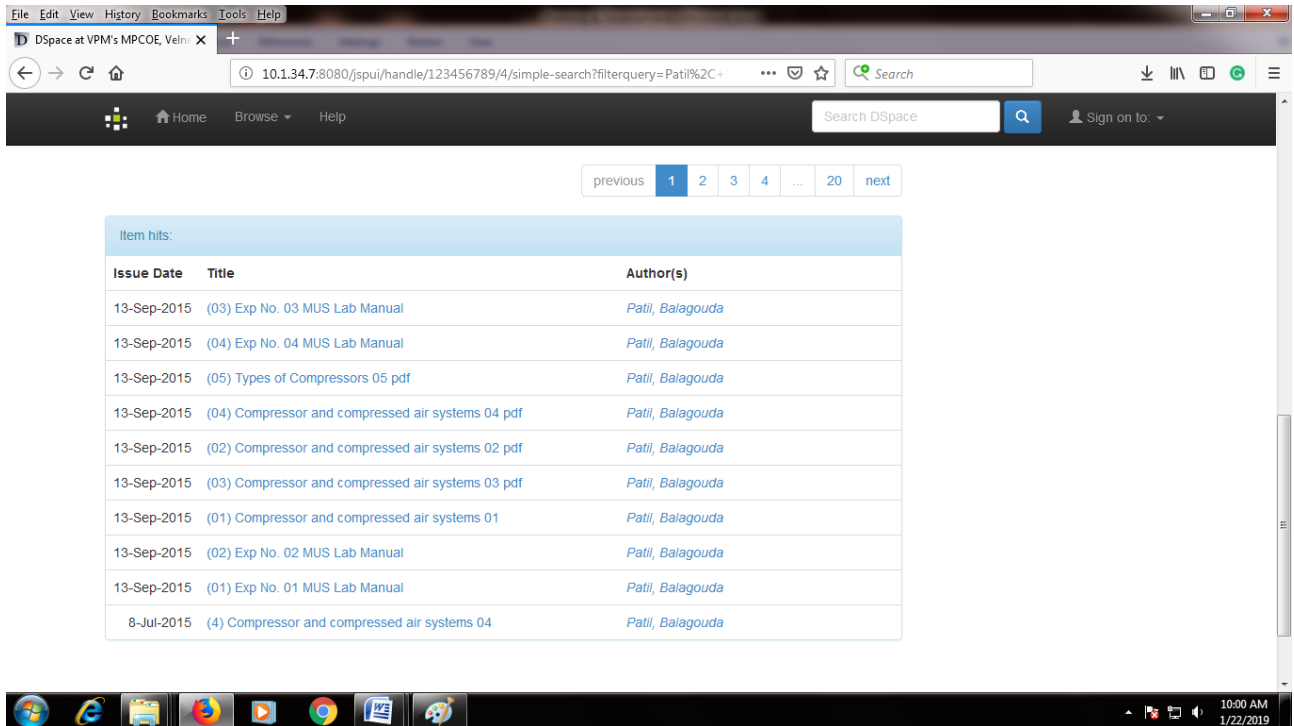 File Edit View History Bookmarks Tools Help
DSpace at VPM's MPCOE, Veln
10.1.34.7:8080/jspui/handle/123456789/4/simple-search?filterquery=Patil%2C+ Search
Home Browse Help Search DSpace Sign on to:
previous 1 2 3 4 ... 20 next
Item hits:
Issue Date Title Author(s)
13-Sep-2015 (03) Exp No. 03 MUS Lab Manual Patil, Balagouda
13-Sep-2015 (04) Exp No. 04 MUS Lab Manual Patil, Balagouda
13-Sep-2015 (05) Types of Compressors 05 pdf Patil, Balagouda
13-Sep-2015 (04) Compressor and compressed air systems 04 pdf Patil, Balagouda
13-Sep-2015 (02) Compressor and compressed air systems 02 pdf Patil, Balagouda
13-Sep-2015 (03) Compressor and compressed air systems 03 pdf Patil, Balagouda
13-Sep-2015 (01) Compressor and compressed air systems 01 Patil, Balagouda
13-Sep-2015 (02) Exp No. 02 MUS Lab Manual Patil, Balagouda
13-Sep-2015 (01) Exp No. 01 MUS Lab Manual Patil, Balagouda
8-Jul-2015 (4) Compressor and compressed air systems 04 Patil, Balagouda
10:00 AM
1/22/2019